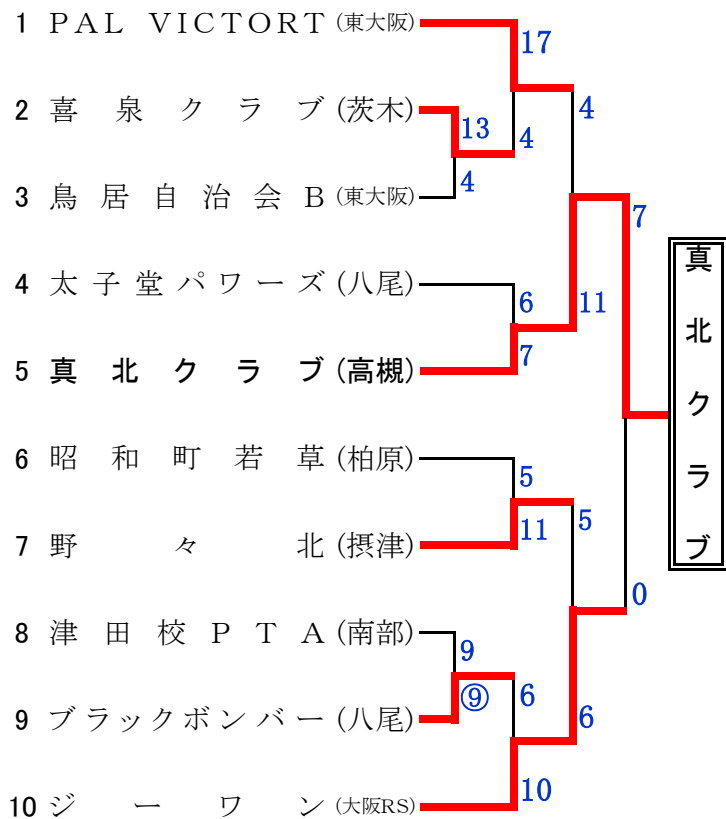 1 PAL VICTORT (東大阪)
17
2 喜泉クラブ (茨木)
13
4
4
3 鳥居自治会B (東大阪)
4
7
4 太子堂パワーズ (八尾)
6
11
5 真北クラブ (高槻)
7
真北クラブ
6 昭和町若草 (柏原)
5
5
7 野々北 (摂津)
11
0
8 津田校PTA (南部)
9
6
9 ブラックボンバー (八尾)
⑨
6
10 ジーワン (大阪RS)
10